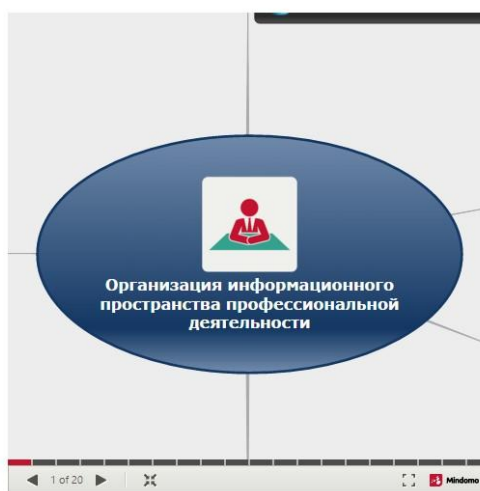 Организация информационного
пространства профессиональной
деятельности
1 of 20
Mindomo